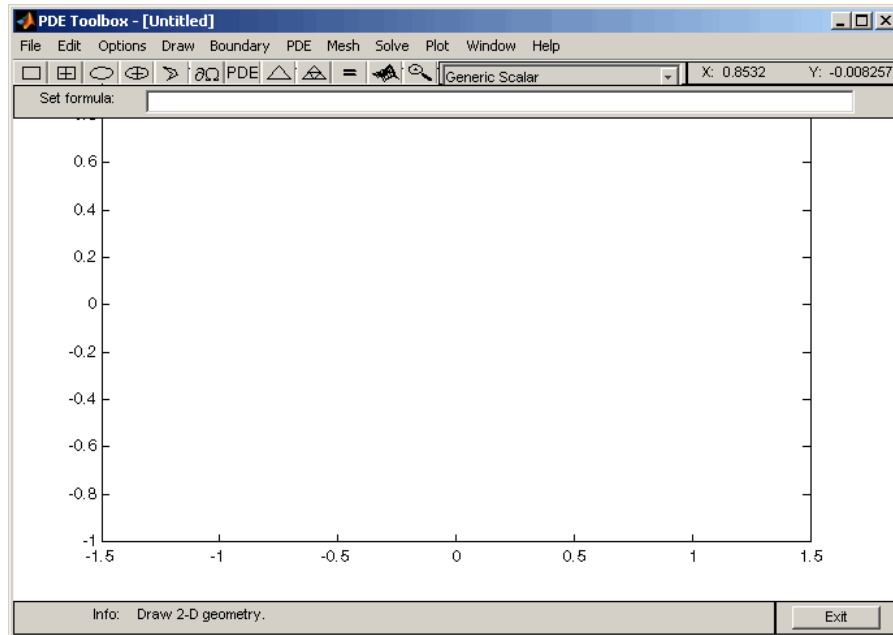 PDE Toolbox - [Untitled]
File Edit Options Draw Boundary PDE Mesh Solve Plot Window Help
∂Ω PDE = Generic Scalar X: 0.8532 Y: -0.008257
Set formula:
0.6
0.4
0.2
0
-0.2
-0.4
-0.6
-0.8
-1
-1.5 -1 -0.5 0 0.5 1 1.5
Info: Draw 2-D geometry. Exit